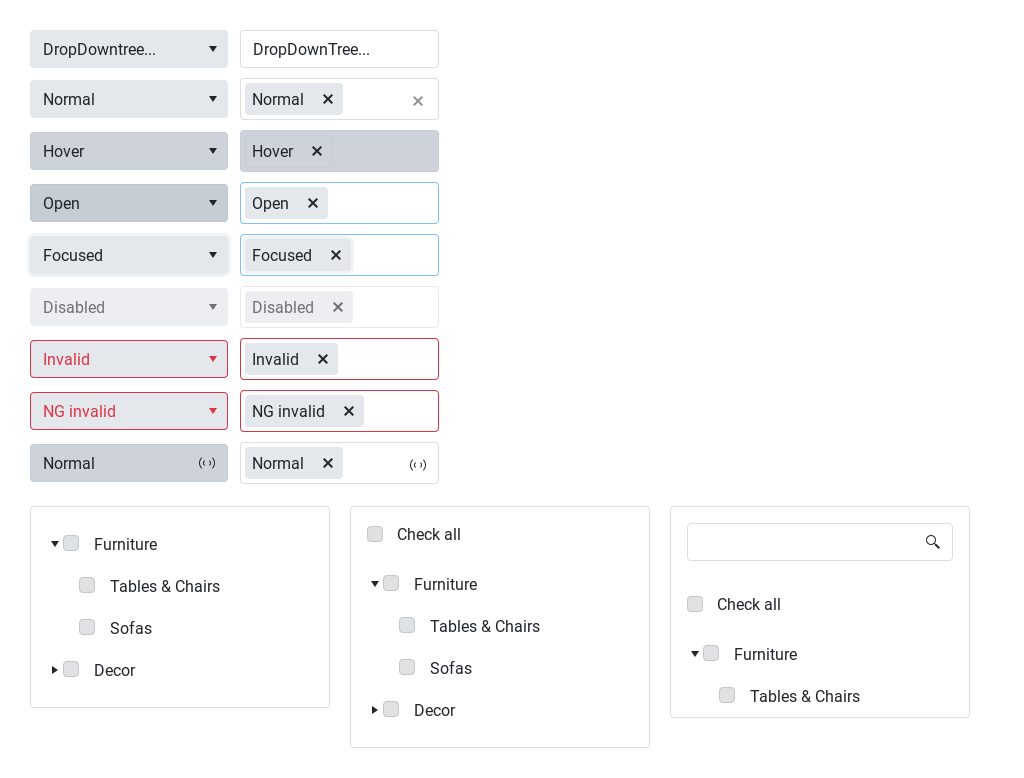 DropDowntree... DropDownTree...
Normal Normal
Hover Hover
Open Open
Focused Focused
Disabled Disabled
Invalid Invalid
NG invalid NG invalid
Normal Normal
Furniture
Tables & Chairs
Sofas
Decor
Check all
Furniture
Tables & Chairs
Sofas
Decor
Check all
Furniture
Tables & Chairs